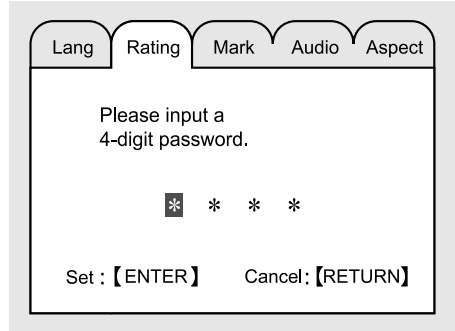 Lang Rating Mark Audio Aspect
Please input a
4-digit password.
* * * *
Set :【ENTER】 Cancel:【RETURN】